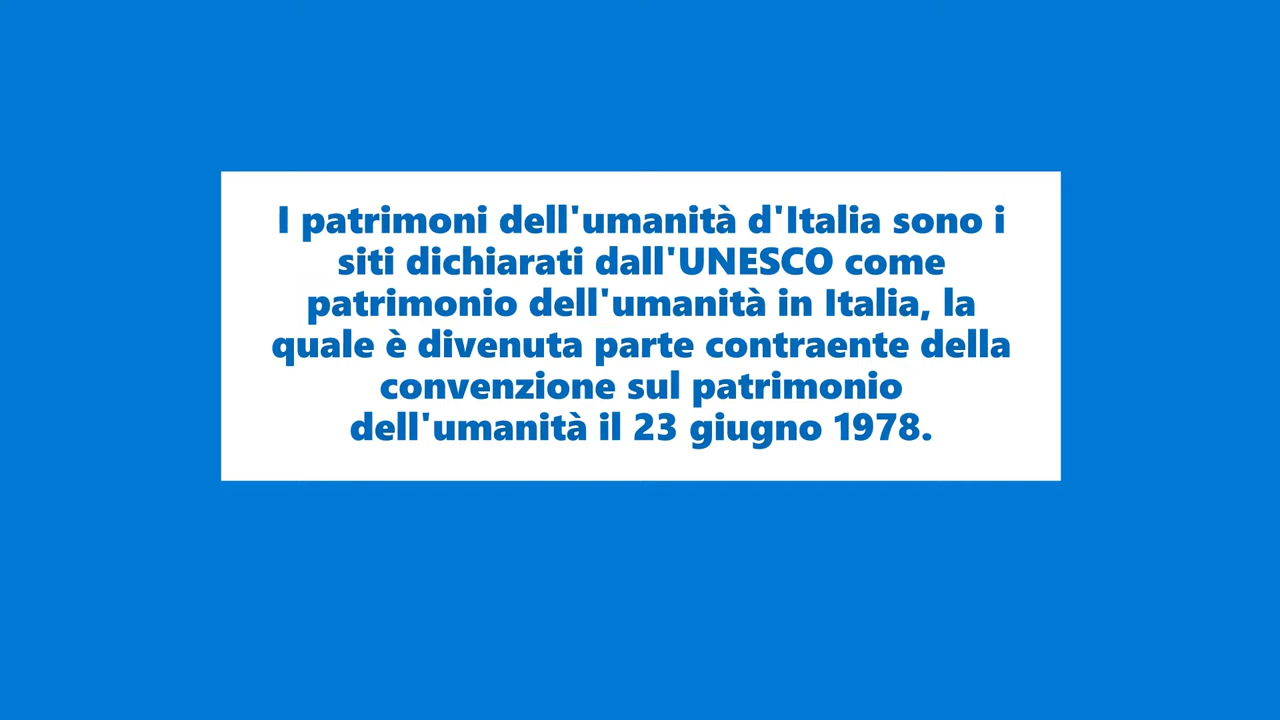 I patrimoni dell'umanità d'Italia sono i
siti dichiarati dall'UNESCO come
patrimonio dell'umanità in Italia, la
quale è divenuta parte contraente della
convenzione sul patrimonio
dell'umanità il 23 giugno 1978.